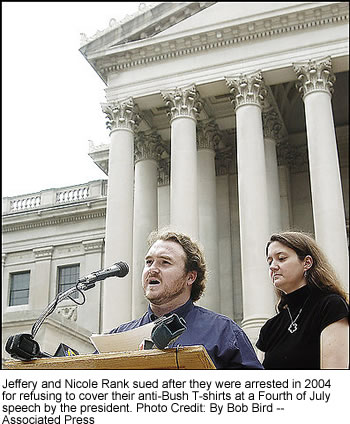 Jeffery and Nicole Rank sued after they were arrested in 2004
for refusing to cover their anti-Bush T-shirts at a Fourth of July
speech by the president. Photo Credit: By Bob Bird --
Associated Press